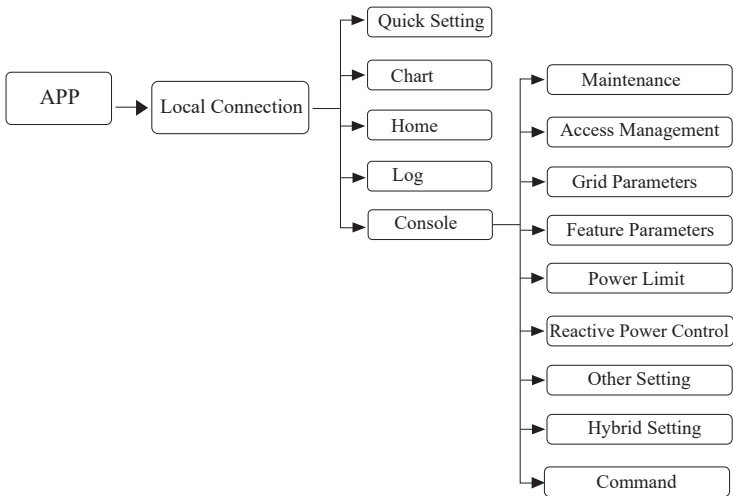 APP
Local Connection
Quick Setting
Chart
Home
Log
Console
Maintenance
Access Management
Grid Parameters
Feature Parameters
Power Limit
Reactive Power Control
Other Setting
Hybrid Setting
Command